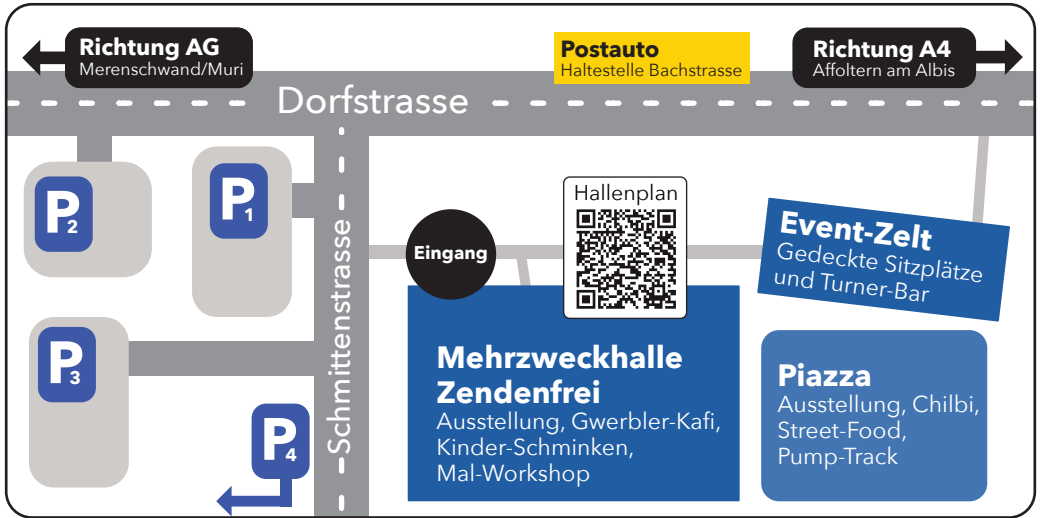 Richtung AG
Merenschwand/Muri
Postauto
Haltestelle Bachstrasse
Richtung A4
Affoltern am Albis
Dorfstrasse
P2
P1
P3
P4
Schmittenstrasse
Eingang
Hallenplan
Event-Zelt
Gedeckte Sitzplätze
und Turner-Bar
Mehrzweckhalle
Zendenfrei
Ausstellung, Gwerbler-Kafi,
Kinder-Schminken,
Mal-Workshop
Piazza
Ausstellung, Chilbi,
Street-Food,
Pump-Track